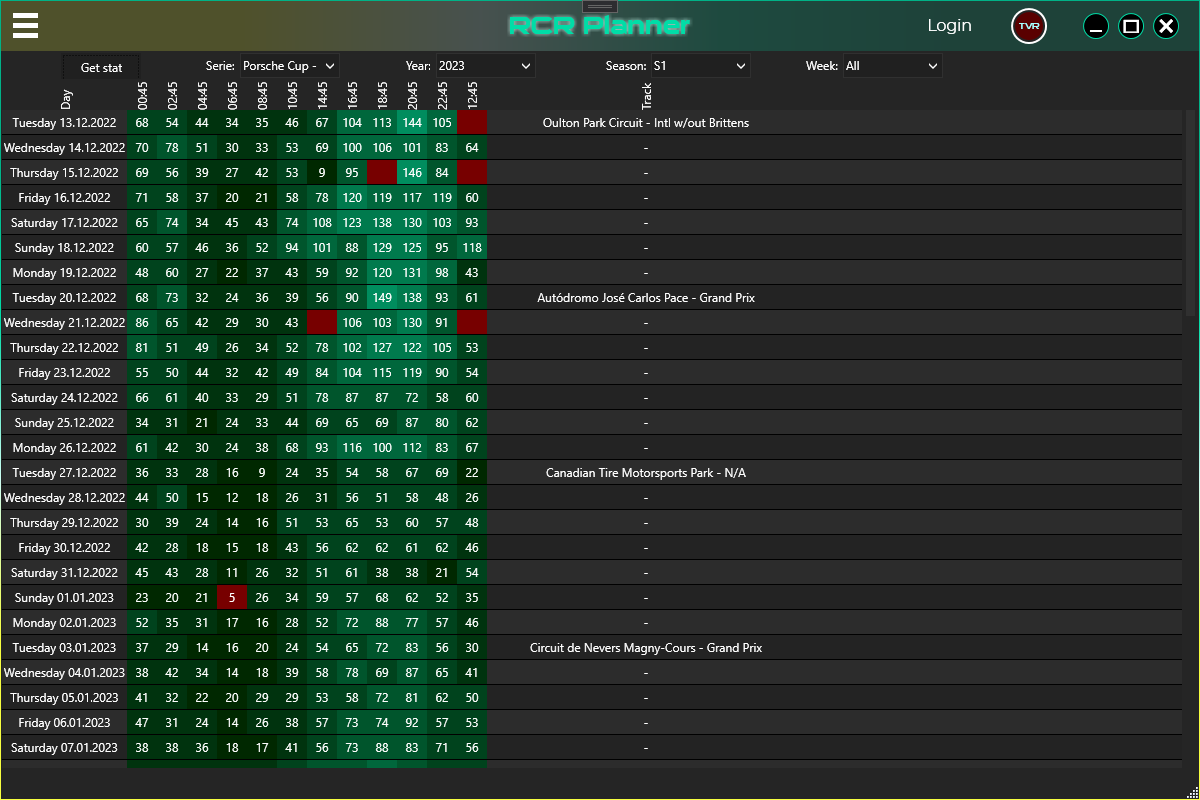 RCR Planner
Login
TVR
Get stat Serie: Porsche Cup - Year: 2023 Season: S1 Week: All
Day 00:45 02:45 04:45 06:45 08:45 10:45 14:45 16:45 18:45 20:45 22:45 12:45 Track
Tuesday 13.12.2022 68 54 44 34 35 46 67 104 113 144 105 Oulton Park Circuit - Intl w/out Brittens
Wednesday 14.12.2022 70 78 51 30 33 53 69 100 106 101 83 64 -
Thursday 15.12.2022 69 56 39 27 42 53 9 95 146 84 -
Friday 16.12.2022 71 58 37 20 21 58 78 120 119 117 119 60 -
Saturday 17.12.2022 65 74 34 45 43 74 108 123 138 130 103 93 -
Sunday 18.12.2022 60 57 46 36 52 94 101 88 129 125 95 118 -
Monday 19.12.2022 48 60 27 22 37 43 59 92 120 131 98 43 -
Tuesday 20.12.2022 68 73 32 24 36 39 56 90 149 138 93 61 Autódromo José Carlos Pace - Grand Prix
Wednesday 21.12.2022 86 65 42 29 30 43 106 103 130 91 -
Thursday 22.12.2022 81 51 49 26 34 52 78 102 127 122 105 53 -
Friday 23.12.2022 55 50 44 32 42 49 84 104 115 119 90 54 -
Saturday 24.12.2022 66 61 40 33 29 51 78 87 87 72 58 60 -
Sunday 25.12.2022 34 31 21 24 33 44 69 65 69 87 80 62 -
Monday 26.12.2022 61 42 30 24 38 68 93 116 100 112 83 67 -
Tuesday 27.12.2022 36 33 28 16 9 24 35 54 58 67 69 22 Canadian Tire Motorsports Park - N/A
Wednesday 28.12.2022 44 50 15 12 18 26 31 56 51 58 48 26 -
Thursday 29.12.2022 30 39 24 14 16 51 53 65 53 60 57 48 -
Friday 30.12.2022 42 28 18 15 18 43 56 62 62 61 62 46 -
Saturday 31.12.2022 45 43 28 11 26 32 51 61 38 38 21 54 -
Sunday 01.01.2023 23 20 21 5 26 34 59 57 68 62 52 35 -
Monday 02.01.2023 52 35 31 17 16 28 52 72 88 77 57 46 -
Tuesday 03.01.2023 37 29 14 16 20 24 54 65 72 83 56 30 Circuit de Nevers Magny-Cours - Grand Prix
Wednesday 04.01.2023 38 42 34 14 18 39 58 78 69 87 65 41 -
Thursday 05.01.2023 41 32 22 20 29 29 53 58 72 81 62 50 -
Friday 06.01.2023 47 31 24 14 26 38 57 73 74 92 57 53 -
Saturday 07.01.2023 38 38 36 18 17 41 56 73 88 83 71 56 -